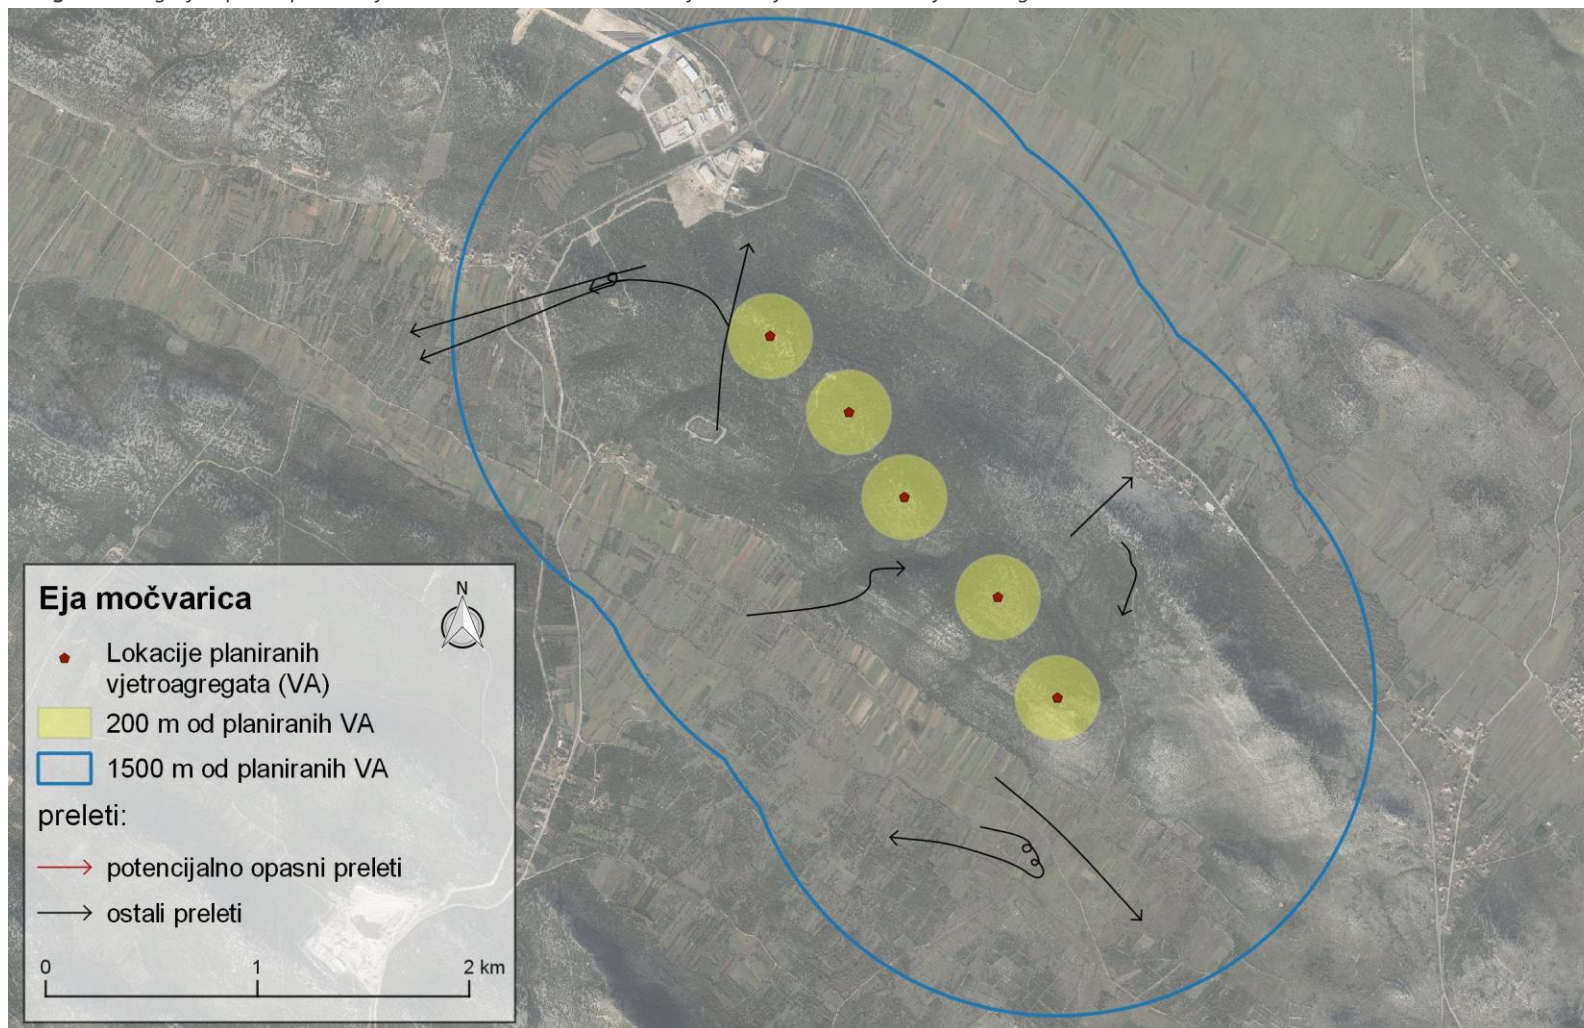 Eja močvarica
N
Lokacije planiranih
vjetroagregata (VA)
200 m od planiranih VA
1500 m od planiranih VA
preleti:
potencijalno opasni preleti
ostali preleti
0 1 2 km